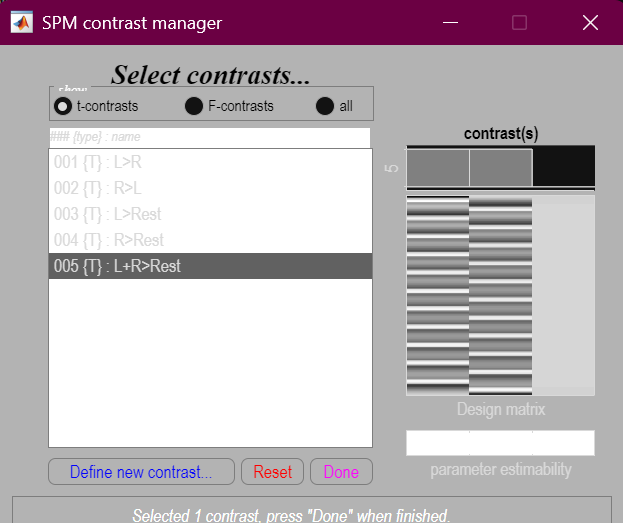 SPM contrast manager
Select contrasts...
show
t-contrasts F-contrasts all
### {type} : name
001 {T} : L>R
002 {T} : R>L
003 {T} : L>Rest
004 {T} : R>Rest
005 {T} : L+R>Rest
contrast(s)
5
Design matrix
parameter estimability
Define new contrast... Reset Done
Selected 1 contrast, press "Done" when finished.